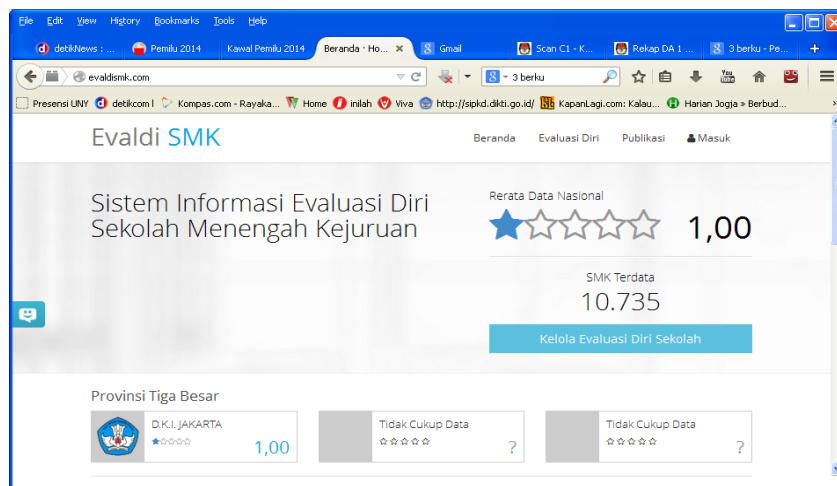 File Edit View History Bookmarks Tools Help
detikNews : ... Pemilu 2014 Kawal Pemilu 2014 Beranda · Ho... Gmail Scan C1 - K... Rekap DA 1 ... 3 berku - Pe...
evaldismk.com 3 berku
Presensi UNY detikcom | Kompas.com - Rayaka... Home inilah Viva http://sipkd.dikti.go.id/ KapanLagi.com: Kalau... Harian Jogja » Berbud...
Evaldi SMK Beranda Evaluasi Diri Publikasi Masuk
Sistem Informasi Evaluasi Diri
Sekolah Menengah Kejuruan
Rerata Data Nasional
1,00
SMK Terdata
10.735
Kelola Evaluasi Diri Sekolah
Provinsi Tiga Besar
D.K.I. JAKARTA
1,00
Tidak Cukup Data
?
Tidak Cukup Data
?